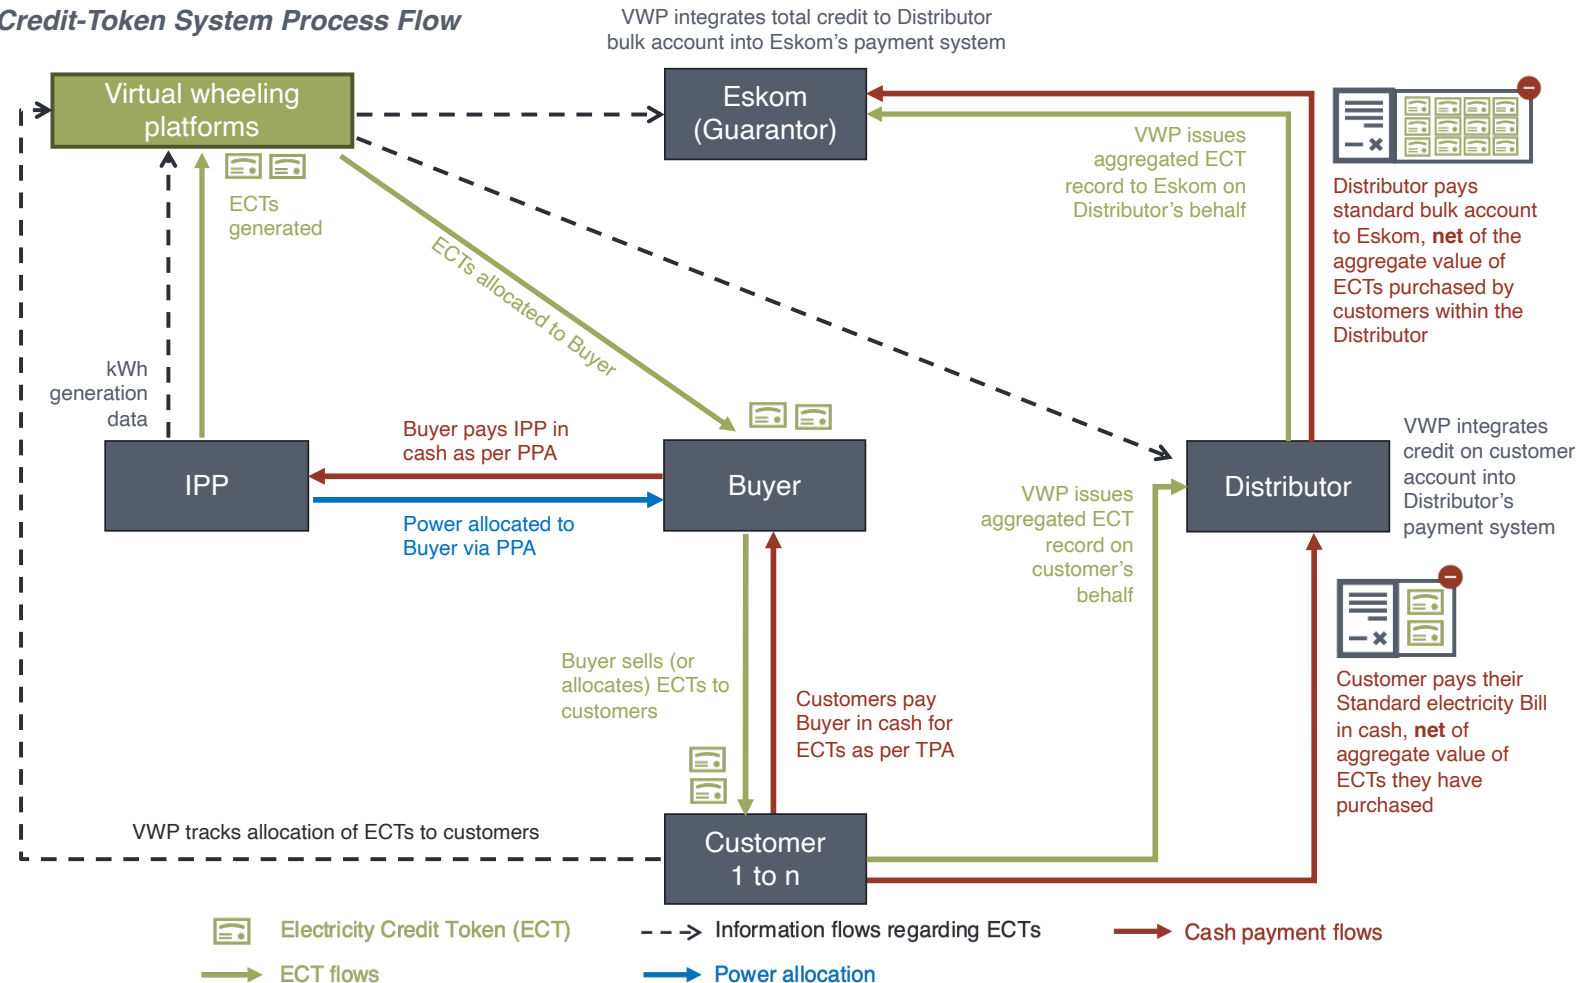 Credit-Token System Process Flow
VWP integrates total credit to Distributor
bulk account into Eskom's payment system
Virtual wheeling
platforms
Eskom
(Guarantor)
VWP issues
aggregated ECT
record to Eskom on
Distributor's behalf
Distributor pays
standard bulk account
to Eskom, net of the
aggregate value of
ECTs purchased by
customers within the
Distributor
ECTs
generated
ECTs allocated to Buyer
kWh
generation
data
Buyer pays IPP in
cash as per PPA
IPP
Buyer
Power allocated to
Buyer via PPA
VWP issues
aggregated ECT
record on
customer's
behalf
Distributor
VWP integrates
credit on customer
account into
Distributor's
payment system
Buyer sells (or
allocates) ECTs to
customers
Customers pay
Buyer in cash for
ECTs as per TPA
Customer pays their
Standard electricity Bill
in cash, net of
aggregate value of
ECTs they have
purchased
VWP tracks allocation of ECTs to customers
Customer
1 to n
Electricity Credit Token (ECT)
Information flows regarding ECTs
Cash payment flows
ECT flows
Power allocation